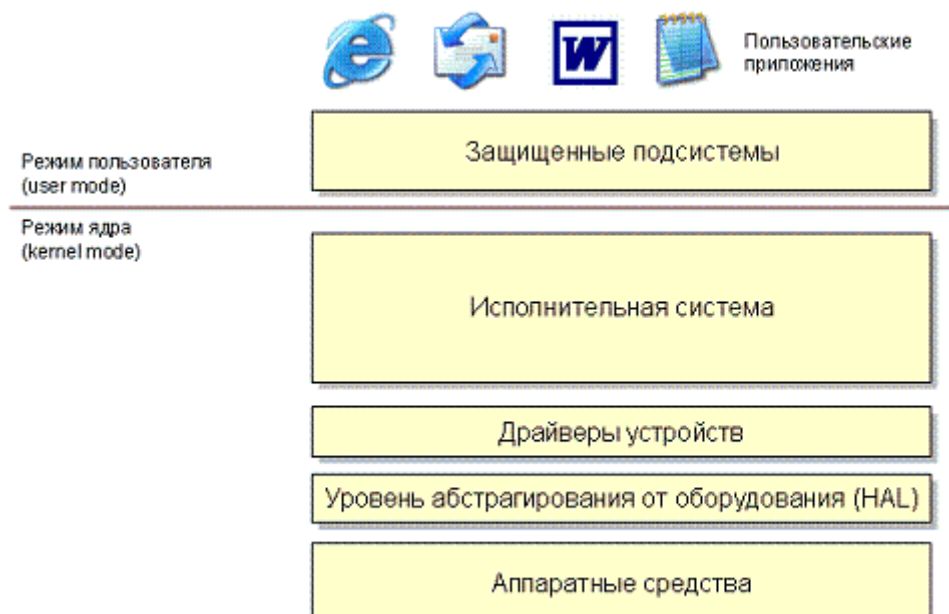 Пользовательские
приложения
W
Защищенные подсистемы
Режим пользователя
(user mode)
Режим ядра
(kernel mode)
Исполнительная система
Драйверы устройств
Уровень абстрагирования от оборудования (HAL)
Аппаратные средства